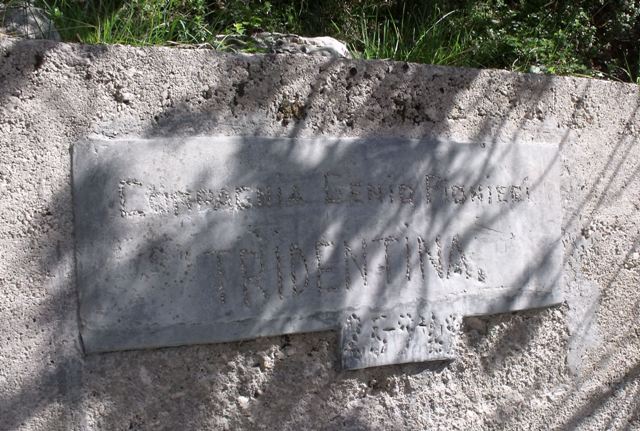 COMPAGNIA GENIO PIONIERI
TRIDENTINA